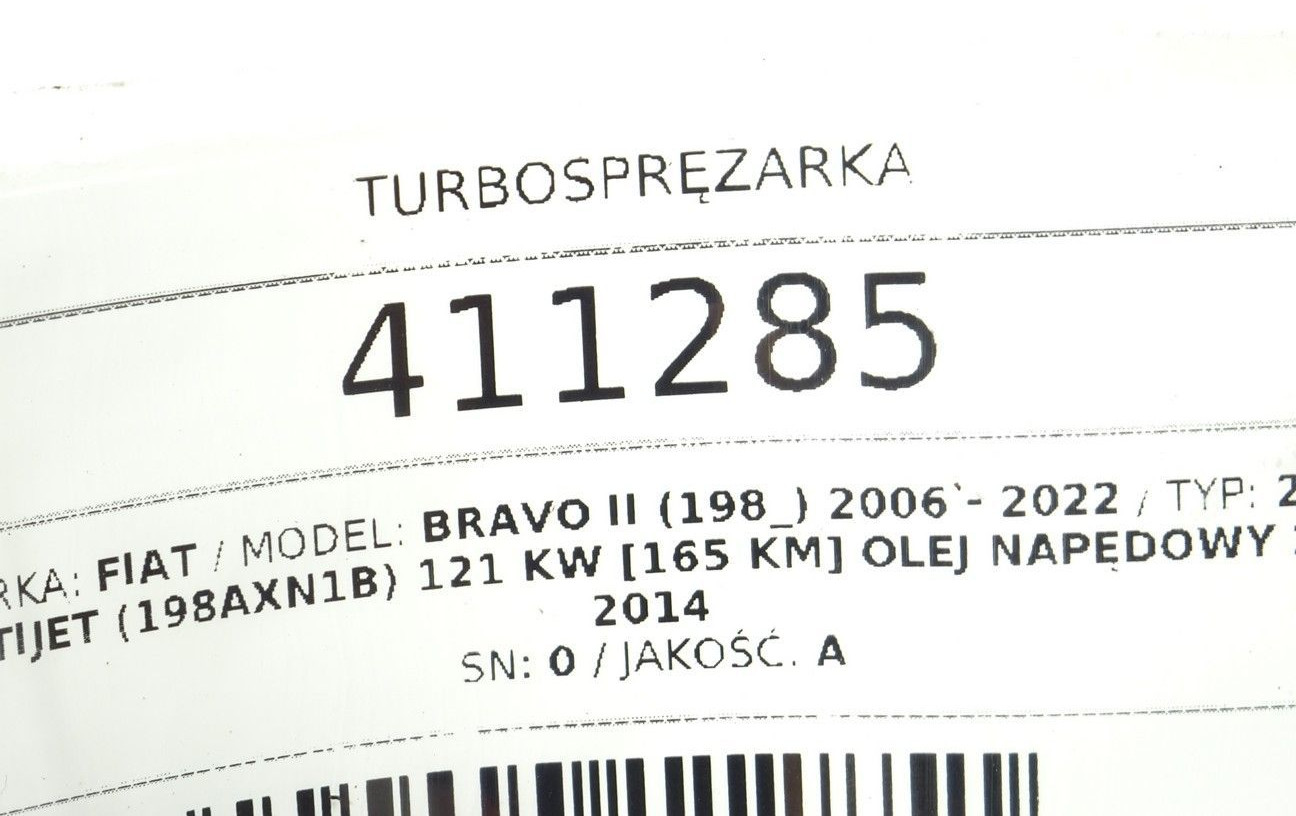 TURBOSPRĘZARKA
411285
RKA: FIAT / MODEL: BRAVO II (198_) 2006`- 2022 / TYP: 2
TIJET (198AXN1B) 121 KW [165 KM] OLEJ NAPĘDOWY
2014
SN: 0 / JAKOŚĆ. A